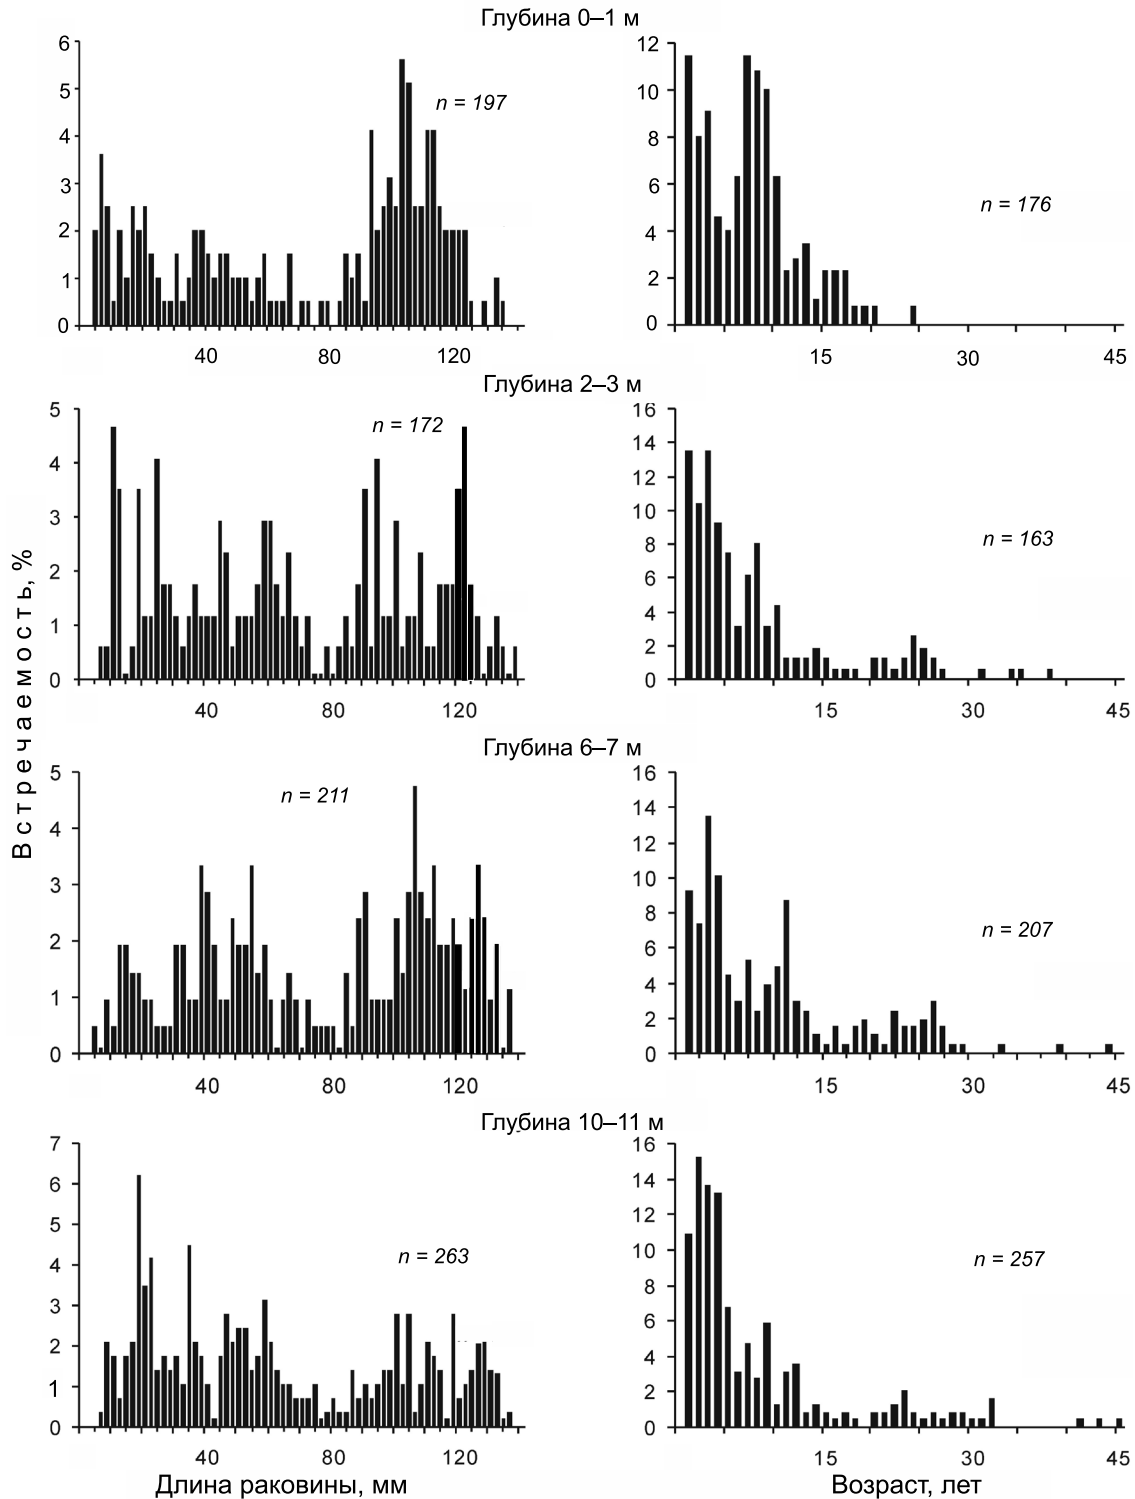 Глубина 0–1 м
6
5
4
3
2
1
0
n = 197
40 80 120
12
10
8
6
4
2
0
n = 176
15 30 45
Глубина 2–3 м
5
4
3
2
1
0
n = 172
40 80 120
16
14
12
10
8
6
4
2
0
n = 163
15 30 45
Встречаемость, %
Глубина 6–7 м
5
4
3
2
1
0
n = 211
40 80 120
16
14
12
10
8
6
4
2
0
n = 207
15 30 45
Глубина 10–11 м
7
6
5
4
3
2
1
0
n = 263
40 80 120
Длина раковины, мм
16
14
12
10
8
6
4
2
0
n = 257
15 30 45
Возраст, лет